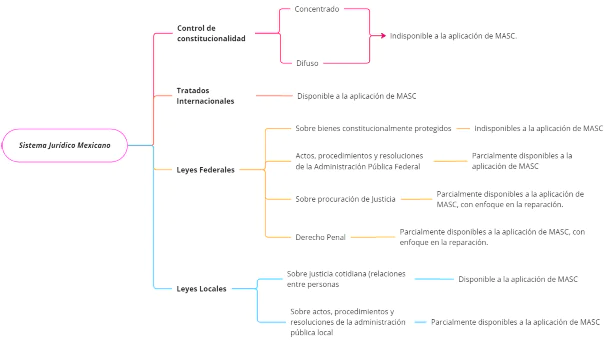 Sistema Jurídico Mexicano
Control de
constitucionalidad
Concentrado
Difuso
Indisponible a la aplicación de MASC.
Tratados
Internacionales
Disponible a la aplicación de MASC
Leyes Federales
Sobre bienes constitucionalmente protegidos
Indisponibles a la aplicación de MASC
Actos, procedimientos y resoluciones
de la Administración Pública Federal
Parcialmente disponibles a la
aplicación de MASC
Sobre procuración de Justicia
Parcialmente disponibles a la aplicación de
MASC, con enfoque en la reparación.
Derecho Penal
Parcialmente disponibles a la aplicación de MASC, con
enfoque en la reparación.
Leyes Locales
Sobre justicia cotidiana (relaciones
entre personas
Disponible a la aplicación de MASC
Sobre actos, procedimientos y
resoluciones de la administración
pública local
Parcialmente disponibles a la aplicación de MASC